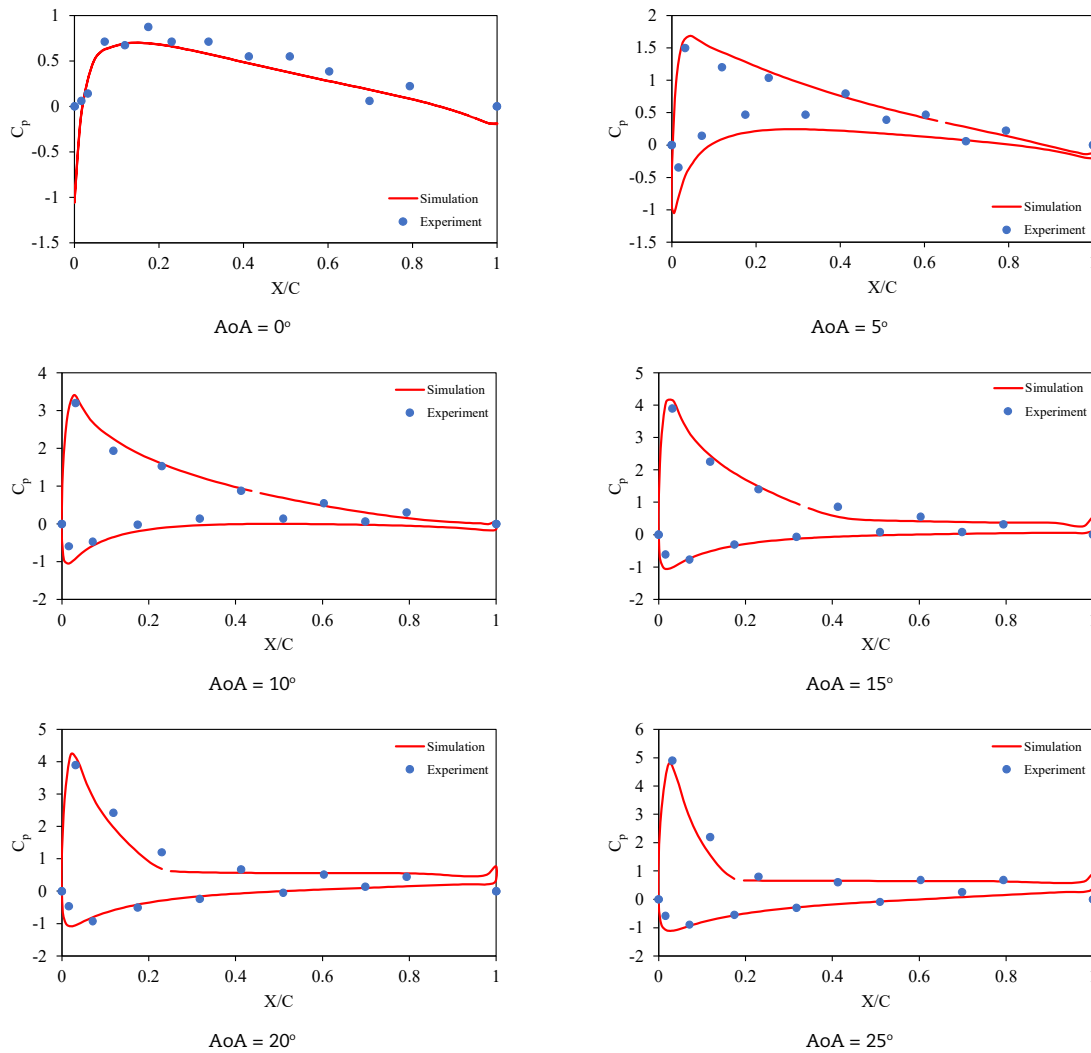 1
0.5
0
-0.5
-1
-1.5
C_p
0
0.2
0.4
0.6
0.8
1
X/C
Simulation
Experiment
AoA = 0°
2
1.5
1
0.5
0
-0.5
-1
-1.5
C_p
0
0.2
0.4
0.6
0.8
X/C
Simulation
Experiment
AoA = 5°
4
3
2
1
0
-1
-2
C_p
0
0.2
0.4
0.6
0.8
1
X/C
Simulation
Experiment
AoA = 10°
5
4
3
2
1
0
-1
-2
C_p
0
0.2
0.4
0.6
0.8
X/C
Simulation
Experiment
AoA = 15°
5
4
3
2
1
0
-1
-2
C_p
0
0.2
0.4
0.6
0.8
1
X/C
Simulation
Experiment
AoA = 20°
6
5
4
3
2
1
0
-1
-2
C_p
0
0.2
0.4
0.6
0.8
X/C
Simulation
Experiment
AoA = 25°